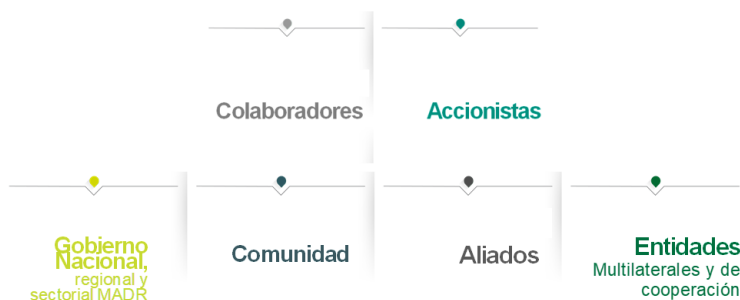 Colaboradores
Accionistas
Gobierno
Nacional,
regional y
sectorial MADR
Comunidad
Aliados
Entidades
Multilaterales y de
cooperación